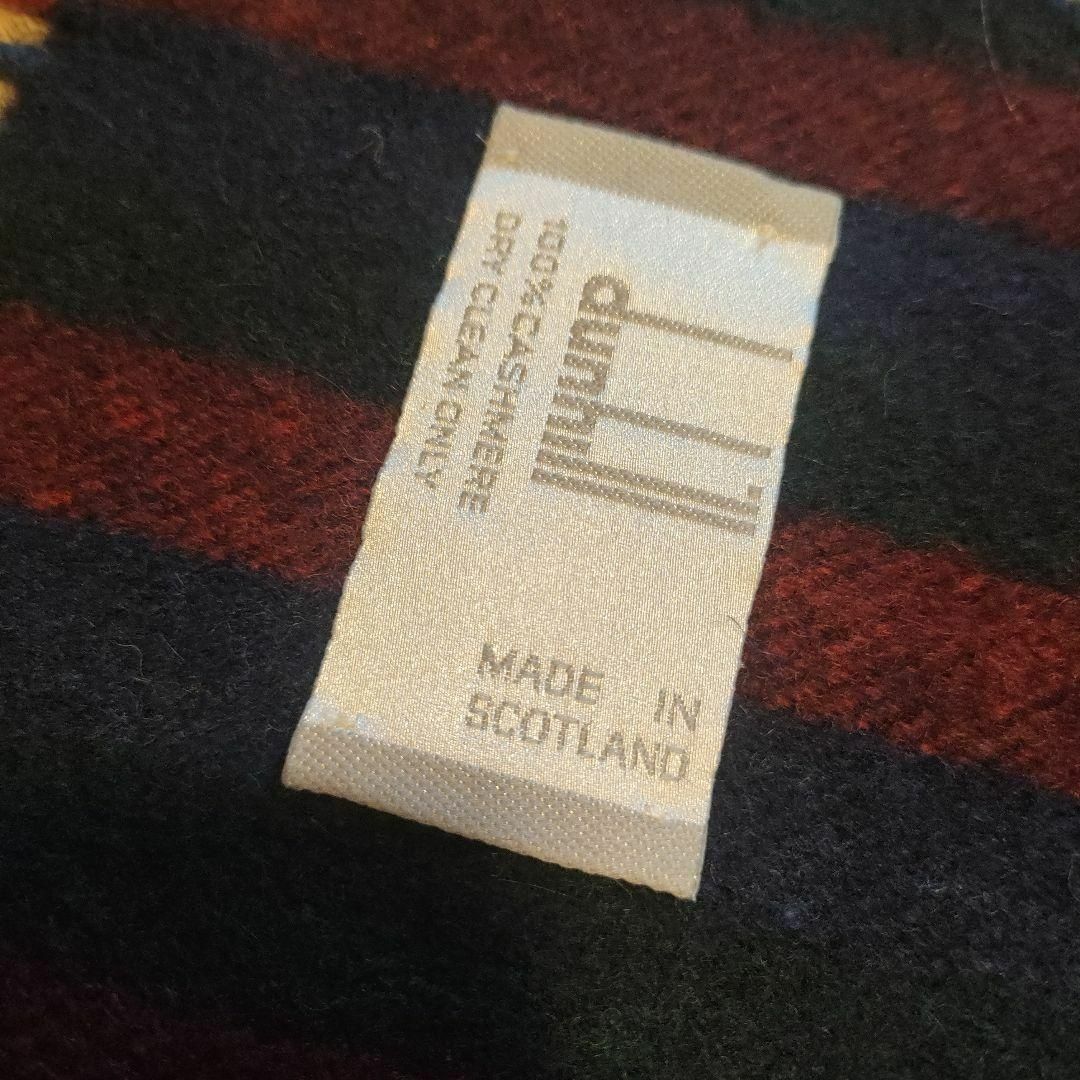 dunhill
100% CASHMERE
DRY CLEAN ONLY
MADE IN
SCOTLAND